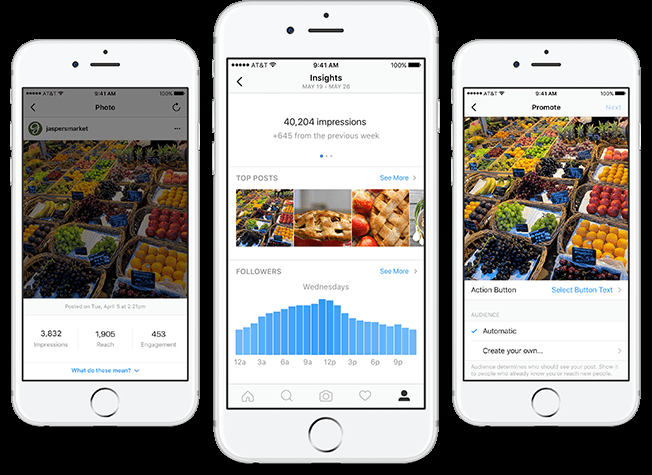 ●●●●● AT&T 9:41 AM 100%
Photo
jaspersmarket
Posted on Tue, April 5 at 2:21pm
3,832 1,905 453
Impressions Reach Engagement
What do these mean?
●●●●● AT&T 9:41 AM 100%
Insights
MAY 19 - MAY 26
40,204 impressions
+645 from the previous week
TOP POSTS See More
FOLLOWERS See More
Wednesdays
12a 3a 6a 9a 12p 3p 6p 9p
●●●●● AT&T 9:41 AM 100%
Promote Next
Action Button Select Button Text
AUDIENCE
Automatic
Create your own...
Audience determines who should see your post. Show it
to people who already know you or reach new people.